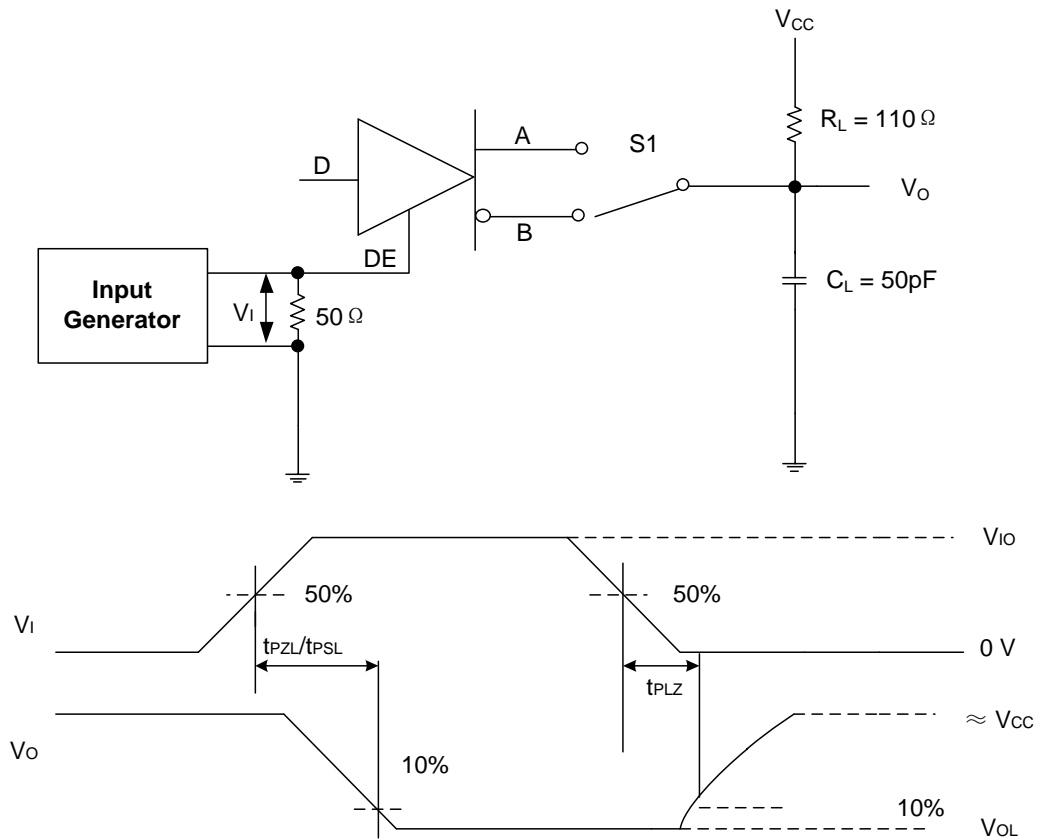 VCC
RL = 110 Ω
A
S1
D
VO
B
DE
CL = 50pF
Input
Generator
VI
50 Ω
VIO
50%
50%
VI
tPZL/tPSL
0 V
tPLZ
≈ VCC
VO
10%
10%
VOL